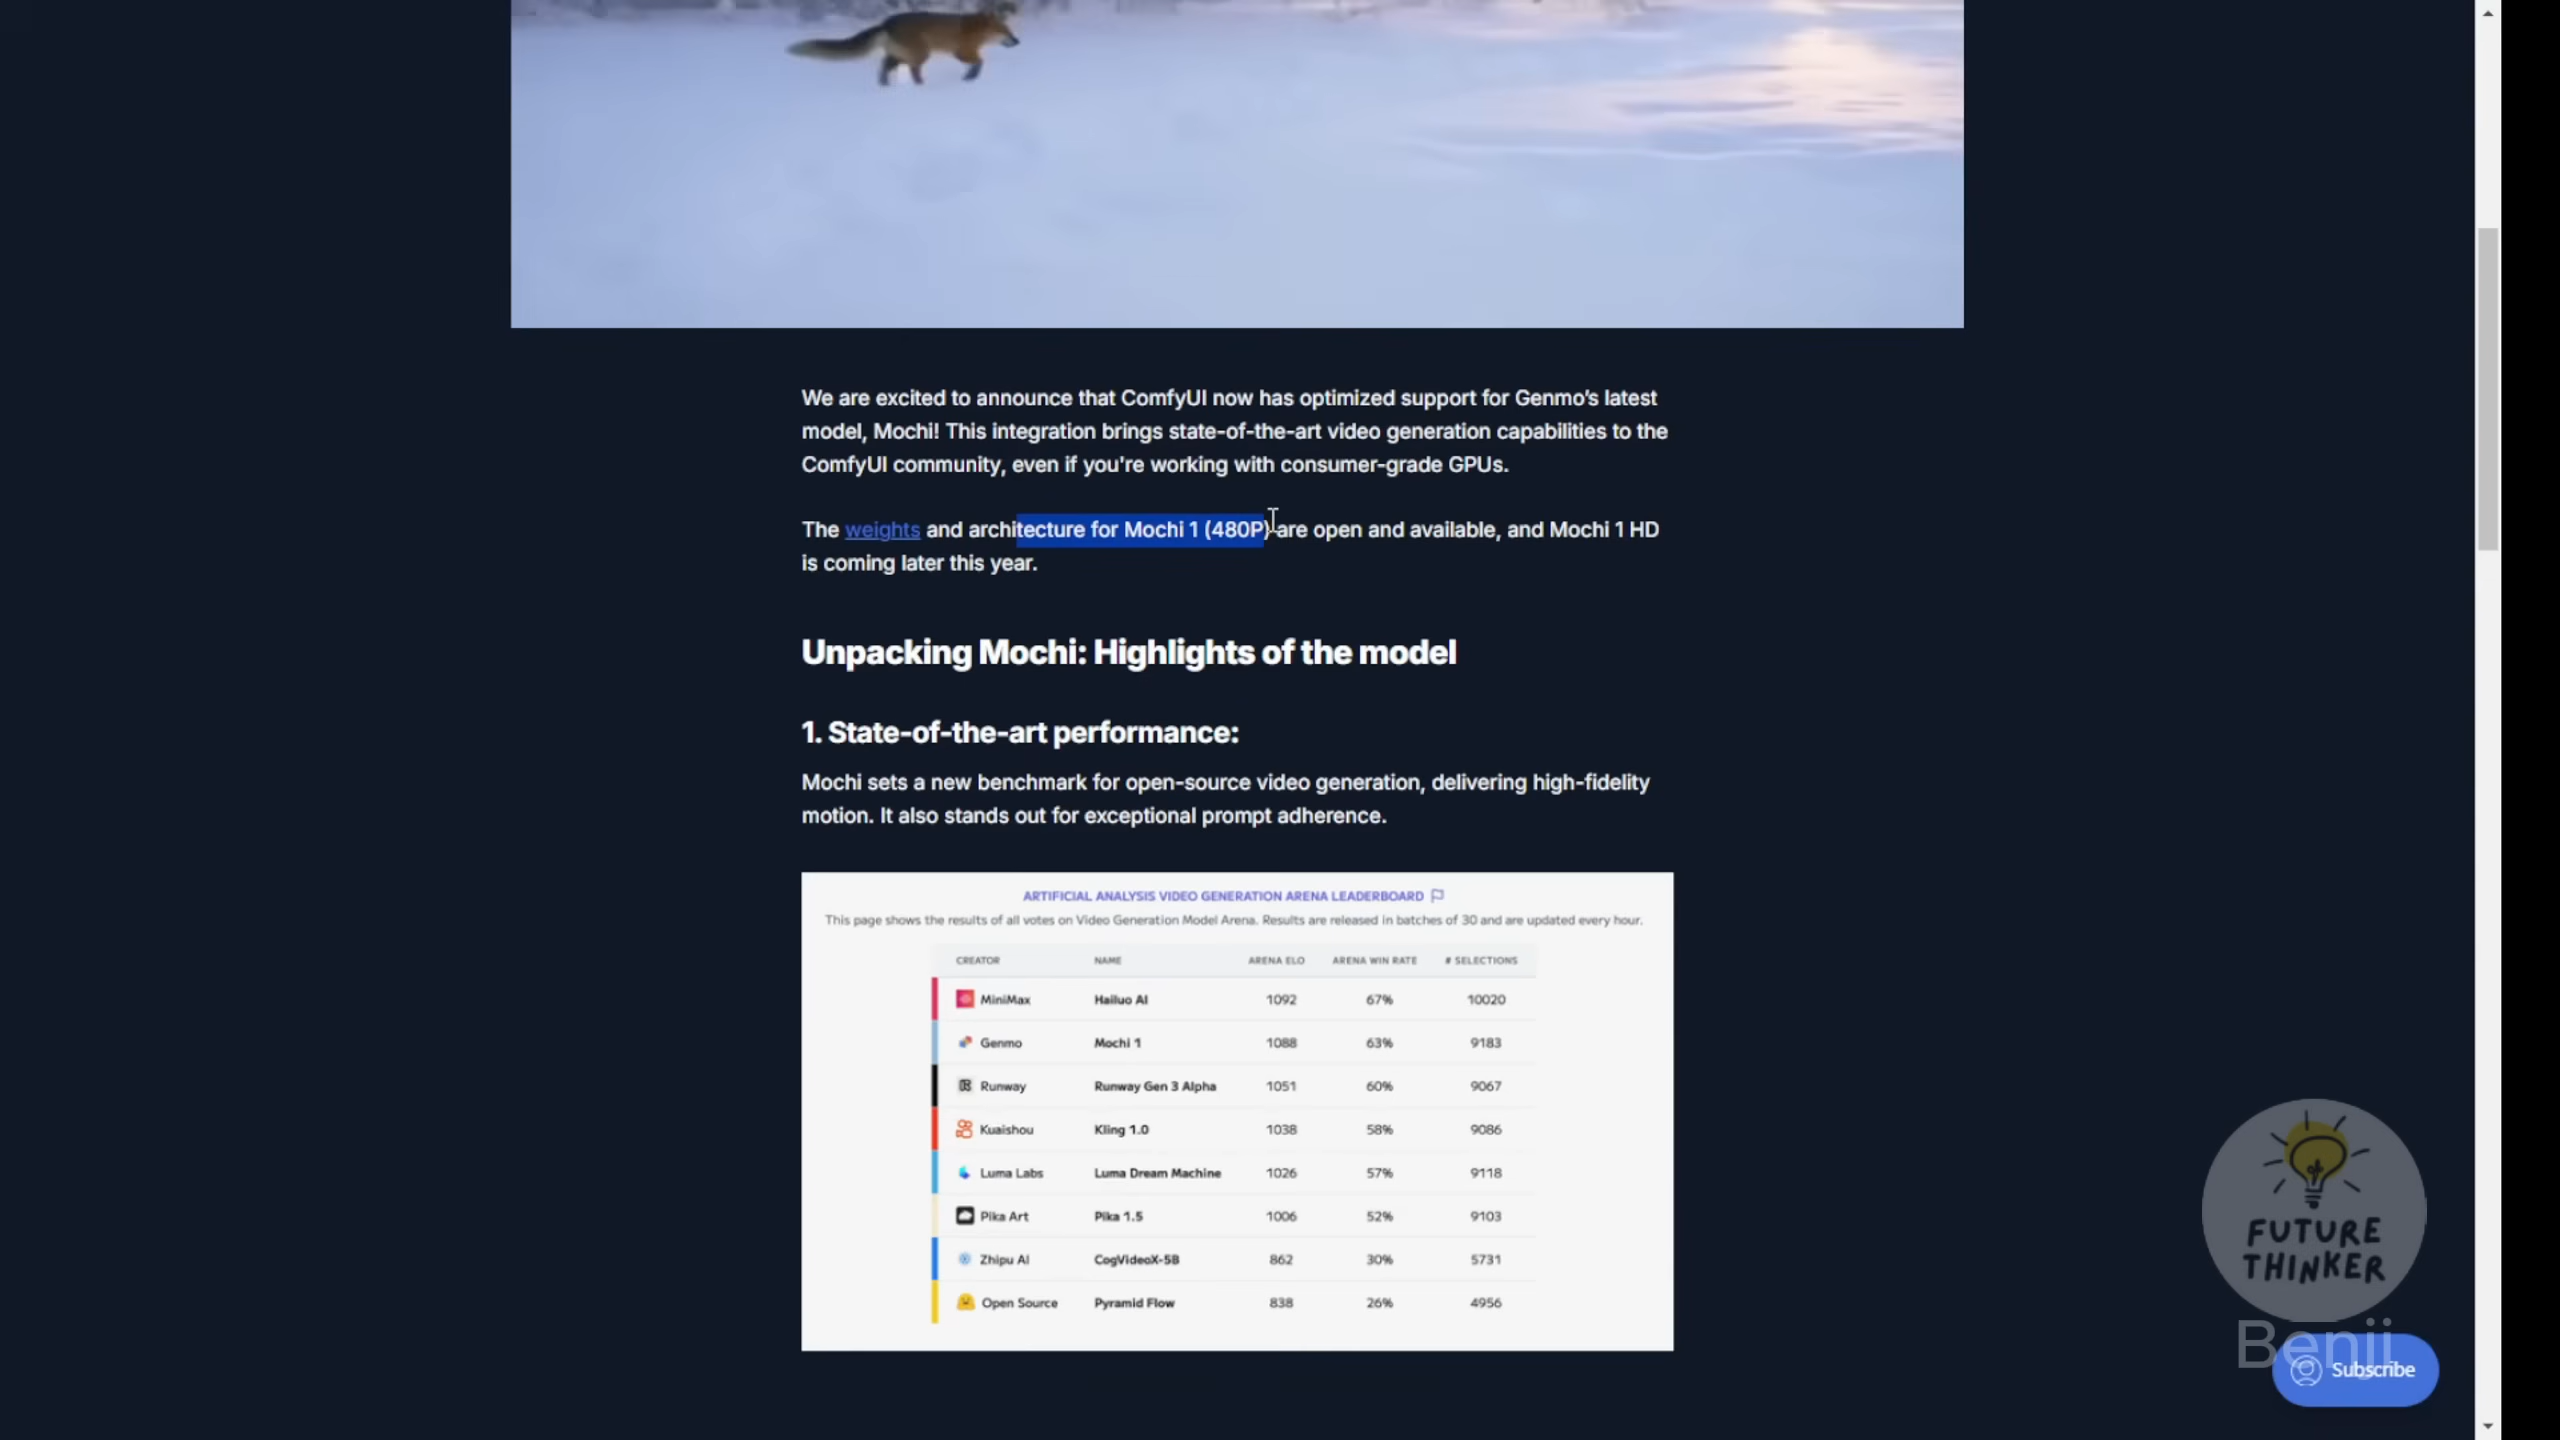 We are excited to announce that ComfyUI now has optimized support for Genmo's latest
model, Mochi! This integration brings state-of-the-art video generation capabilities to the
ComfyUI community, even if you're working with consumer-grade GPUs.
The weights and architecture for Mochi 1 (480P) are open and available, and Mochi 1 HD
is coming later this year.
Unpacking Mochi: Highlights of the model
1. State-of-the-art performance:
Mochi sets a new benchmark for open-source video generation, delivering high-fidelity
motion. It also stands out for exceptional prompt adherence.
ARTIFICIAL ANALYSIS VIDEO GENERATION ARENA LEADERBOARD
This page shows the results of all votes on Video Generation Model Arena. Results are released in batches of 30 and are updated every hour.
CREATOR NAME ARENA ELO ARENA WIN RATE # SELECTIONS
MiniMax Hailuo AI 1092 67% 10020
Genmo Mochi 1 1088 63% 9183
Runway Runway Gen 3 Alpha 1051 60% 9067
Kuaishou Kling 1.0 1038 58% 9086
Luma Labs Luma Dream Machine 1026 57% 9118
Pika Art Pika 1.5 1006 52% 9103
Zhipu AI CogVideoX-5B 862 30% 5731
Open Source Pyramid Flow 838 26% 4956
FUTURE
THINKER
Benji
Subscribe